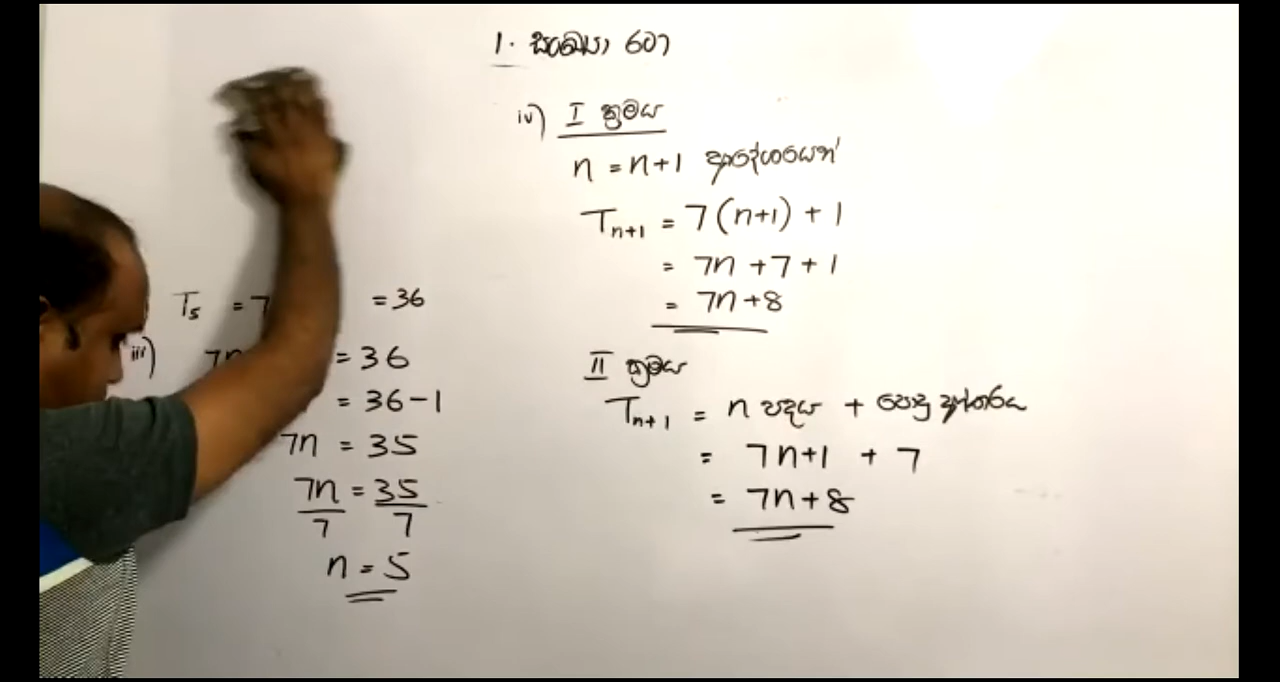 1. සංඛ්‍යා රටා
T₅ = 7 = 36
iii) 7n = 36
= 36 - 1
7n = 35
7n/7 = 35/7
n = 5
iv) I ක්‍රමය
n = n+1 ආදේශයෙන්
Tₙ₊₁ = 7(n+1) + 1
= 7n + 7 + 1
= 7n + 8
II ක්‍රමය
Tₙ₊₁ = n පදය + පොදු අන්තරය
= 7n+1 + 7
= 7n + 8